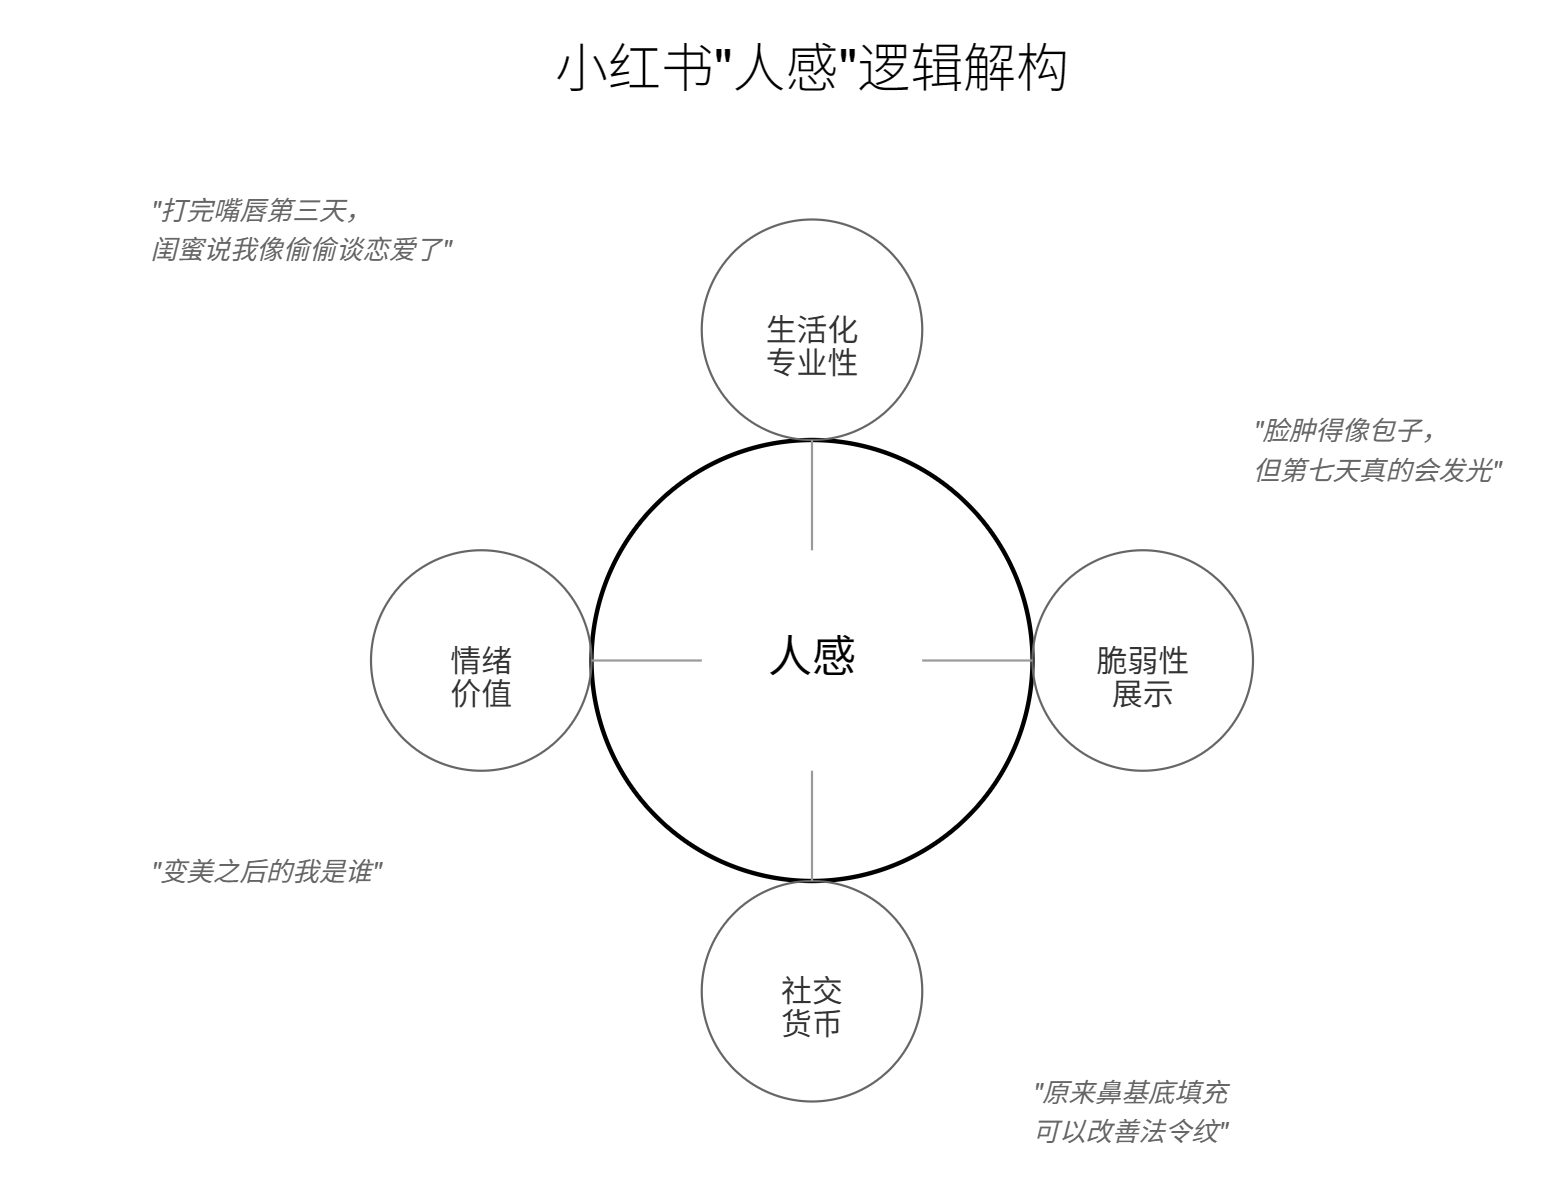 小红书"人感"逻辑解构
"打完嘴唇第三天，
闺蜜说我像偷偷谈恋爱了"
生活化
专业性
"脸肿得像包子，
但第七天真的会发光"
情绪
价值
人感
脆弱性
展示
"变美之后的我是谁"
社交
货币
"原来鼻基底填充
可以改善法令纹"